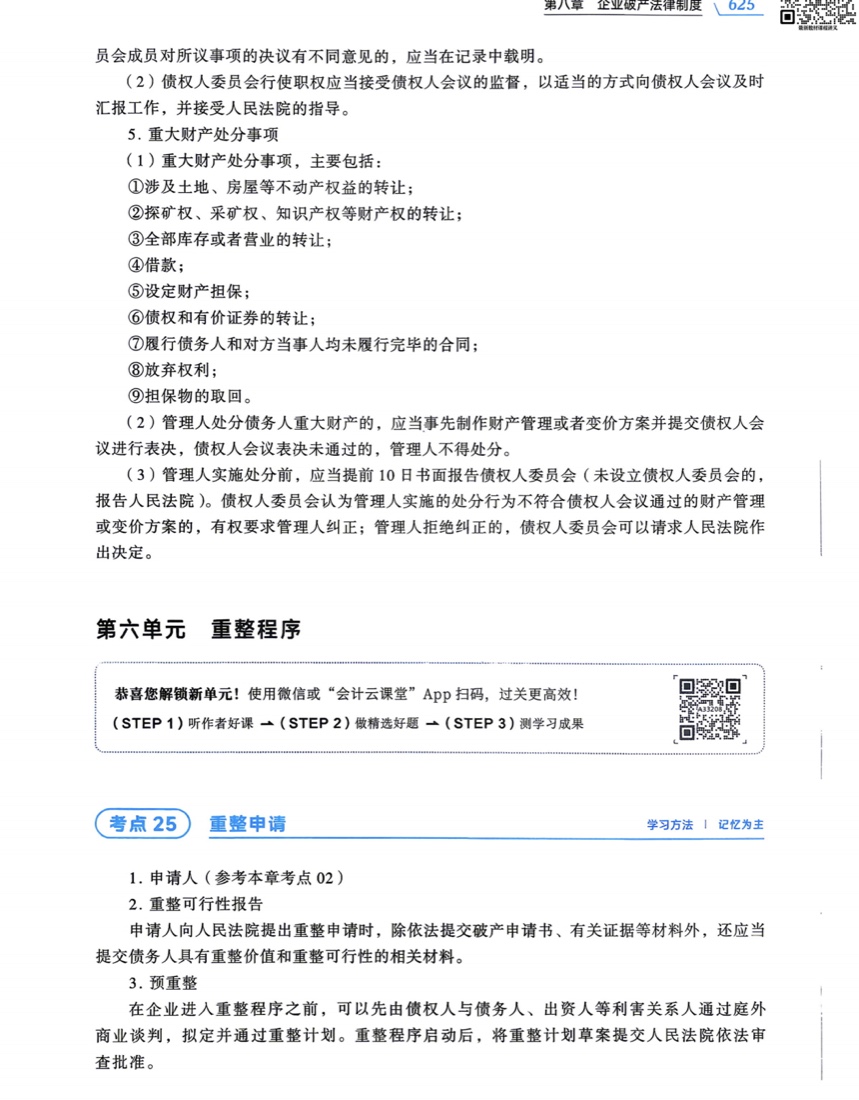 第八章 企业破产法律制度 625
员会成员对所议事项的决议有不同意见的，应当在记录中载明。
（2）债权人委员会行使职权应当接受债权人会议的监督，以适当的方式向债权人会议及时
汇报工作，并接受人民法院的指导。
5. 重大财产处分事项
（1）重大财产处分事项，主要包括：
①涉及土地、房屋等不动产权益的转让；
②探矿权、采矿权、知识产权等财产权的转让；
③全部库存或者营业的转让；
④借款；
⑤设定财产担保；
⑥债权和有价证券的转让；
⑦履行债务人和对方当事人均未履行完毕的合同；
⑧放弃权利；
⑨担保物的取回。
（2）管理人处分债务人重大财产的，应当事先制作财产管理或者变价方案并提交债权人会
议进行表决，债权人会议表决未通过的，管理人不得处分。
（3）管理人实施处分前，应当提前 10 日书面报告债权人委员会（未设立债权人委员会的，
报告人民法院）。债权人委员会认为管理人实施的处分行为不符合债权人会议通过的财产管理
或变价方案的，有权要求管理人纠正；管理人拒绝纠正的，债权人委员会可以请求人民法院作
出决定。
第六单元 重整程序
恭喜您解锁新单元！使用微信或“会计云课堂”App 扫码，过关更高效！
（STEP 1）听作者好课 →（STEP 2）做精选好题 →（STEP 3）测学习成果
A33208
考点 25 重整申请 学习方法 | 记忆为主
1. 申请人（参考本章考点 02）
2. 重整可行性报告
申请人向人民法院提出重整申请时，除依法提交破产申请书、有关证据等材料外，还应当
提交债务人具有重整价值和重整可行性的相关材料。
3. 预重整
在企业进入重整程序之前，可以先由债权人与债务人、出资人等利害关系人通过庭外
商业谈判，拟定并通过重整计划。重整程序启动后，将重整计划草案提交人民法院依法审
查批准。